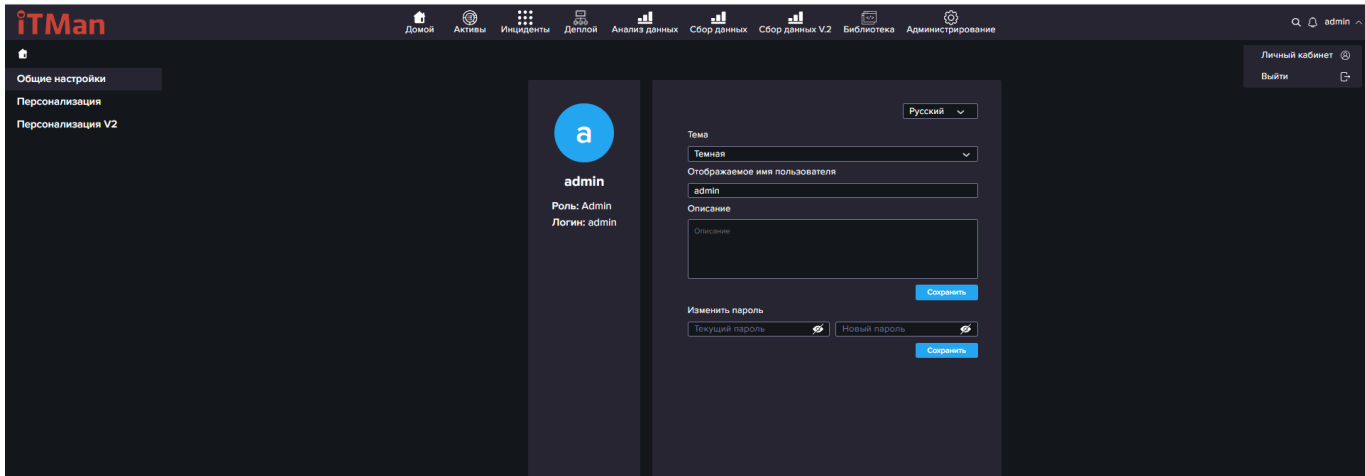 iTMan
Домой Активы Инциденты Деплой Анализ данных Сбор данных Сбор данных V.2 Библиотека Администрирование
admin
Личный кабинет
Выйти
Общие настройки
Персонализация
Персонализация V2
a
admin
Роль: Admin
Логин: admin
Русский
Тема
Темная
Отображаемое имя пользователя
admin
Описание
Описание
Сохранить
Изменить пароль
Текущий пароль Новый пароль
Сохранить